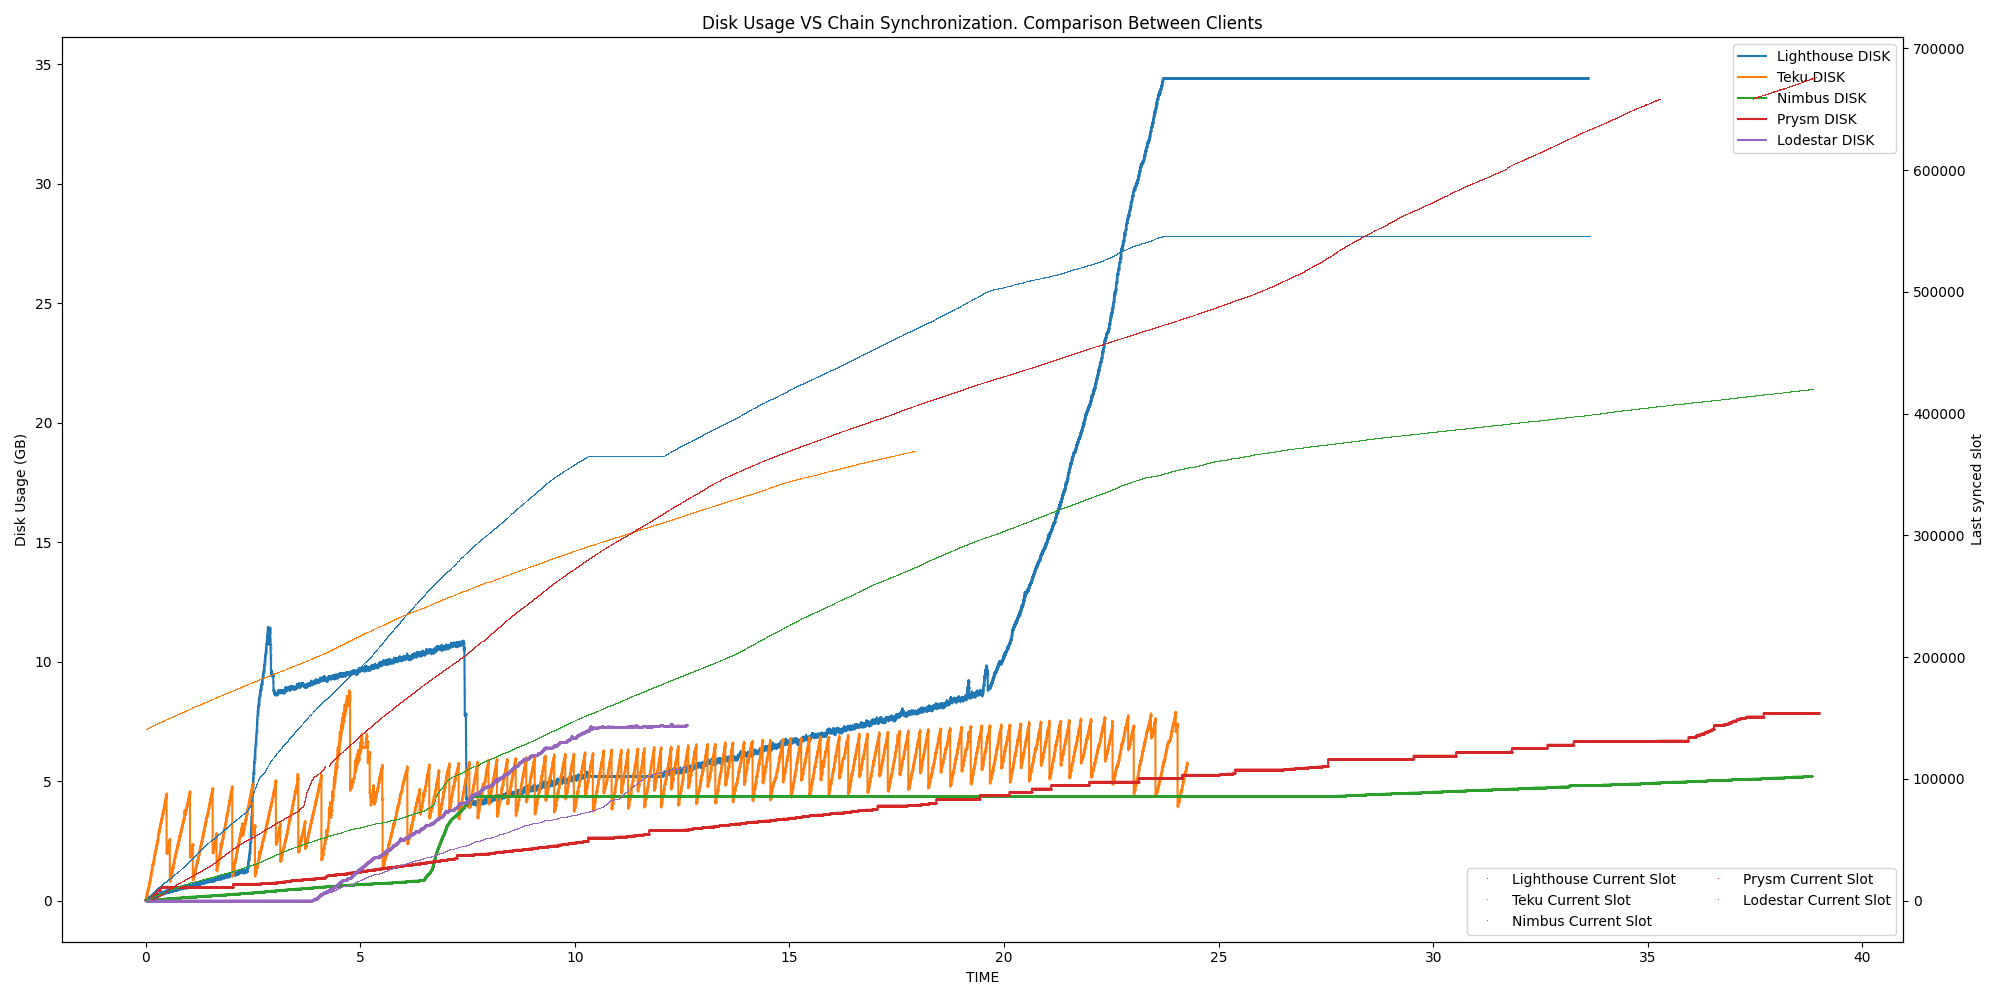 Disk Usage VS Chain Synchronization. Comparison Between Clients
Disk Usage (GB)
35
30
25
20
15
10
5
0
Lighthouse DISK
Teku DISK
Nimbus DISK
Prysm DISK
Lodestar DISK
700000
600000
500000
400000
300000
200000
100000
0
Last synced slot
Lighthouse Current Slot
Teku Current Slot
Nimbus Current Slot
Prysm Current Slot
Lodestar Current Slot
0 5 10 15 20 25 30 35 40
TIME